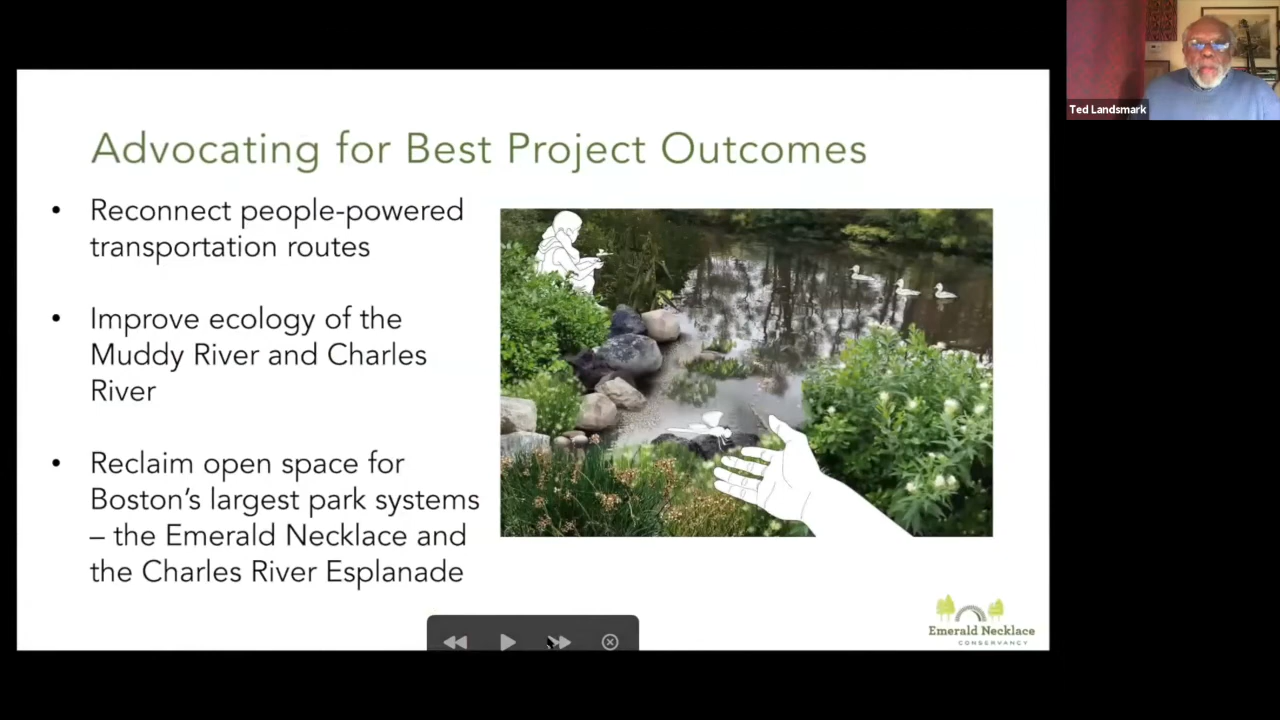 Ted Landsmark
Advocating for Best Project Outcomes
• Reconnect people-powered
transportation routes
• Improve ecology of the
Muddy River and Charles
River
• Reclaim open space for
Boston's largest park systems
– the Emerald Necklace and
the Charles River Esplanade
Emerald Necklace
CONSERVANCY